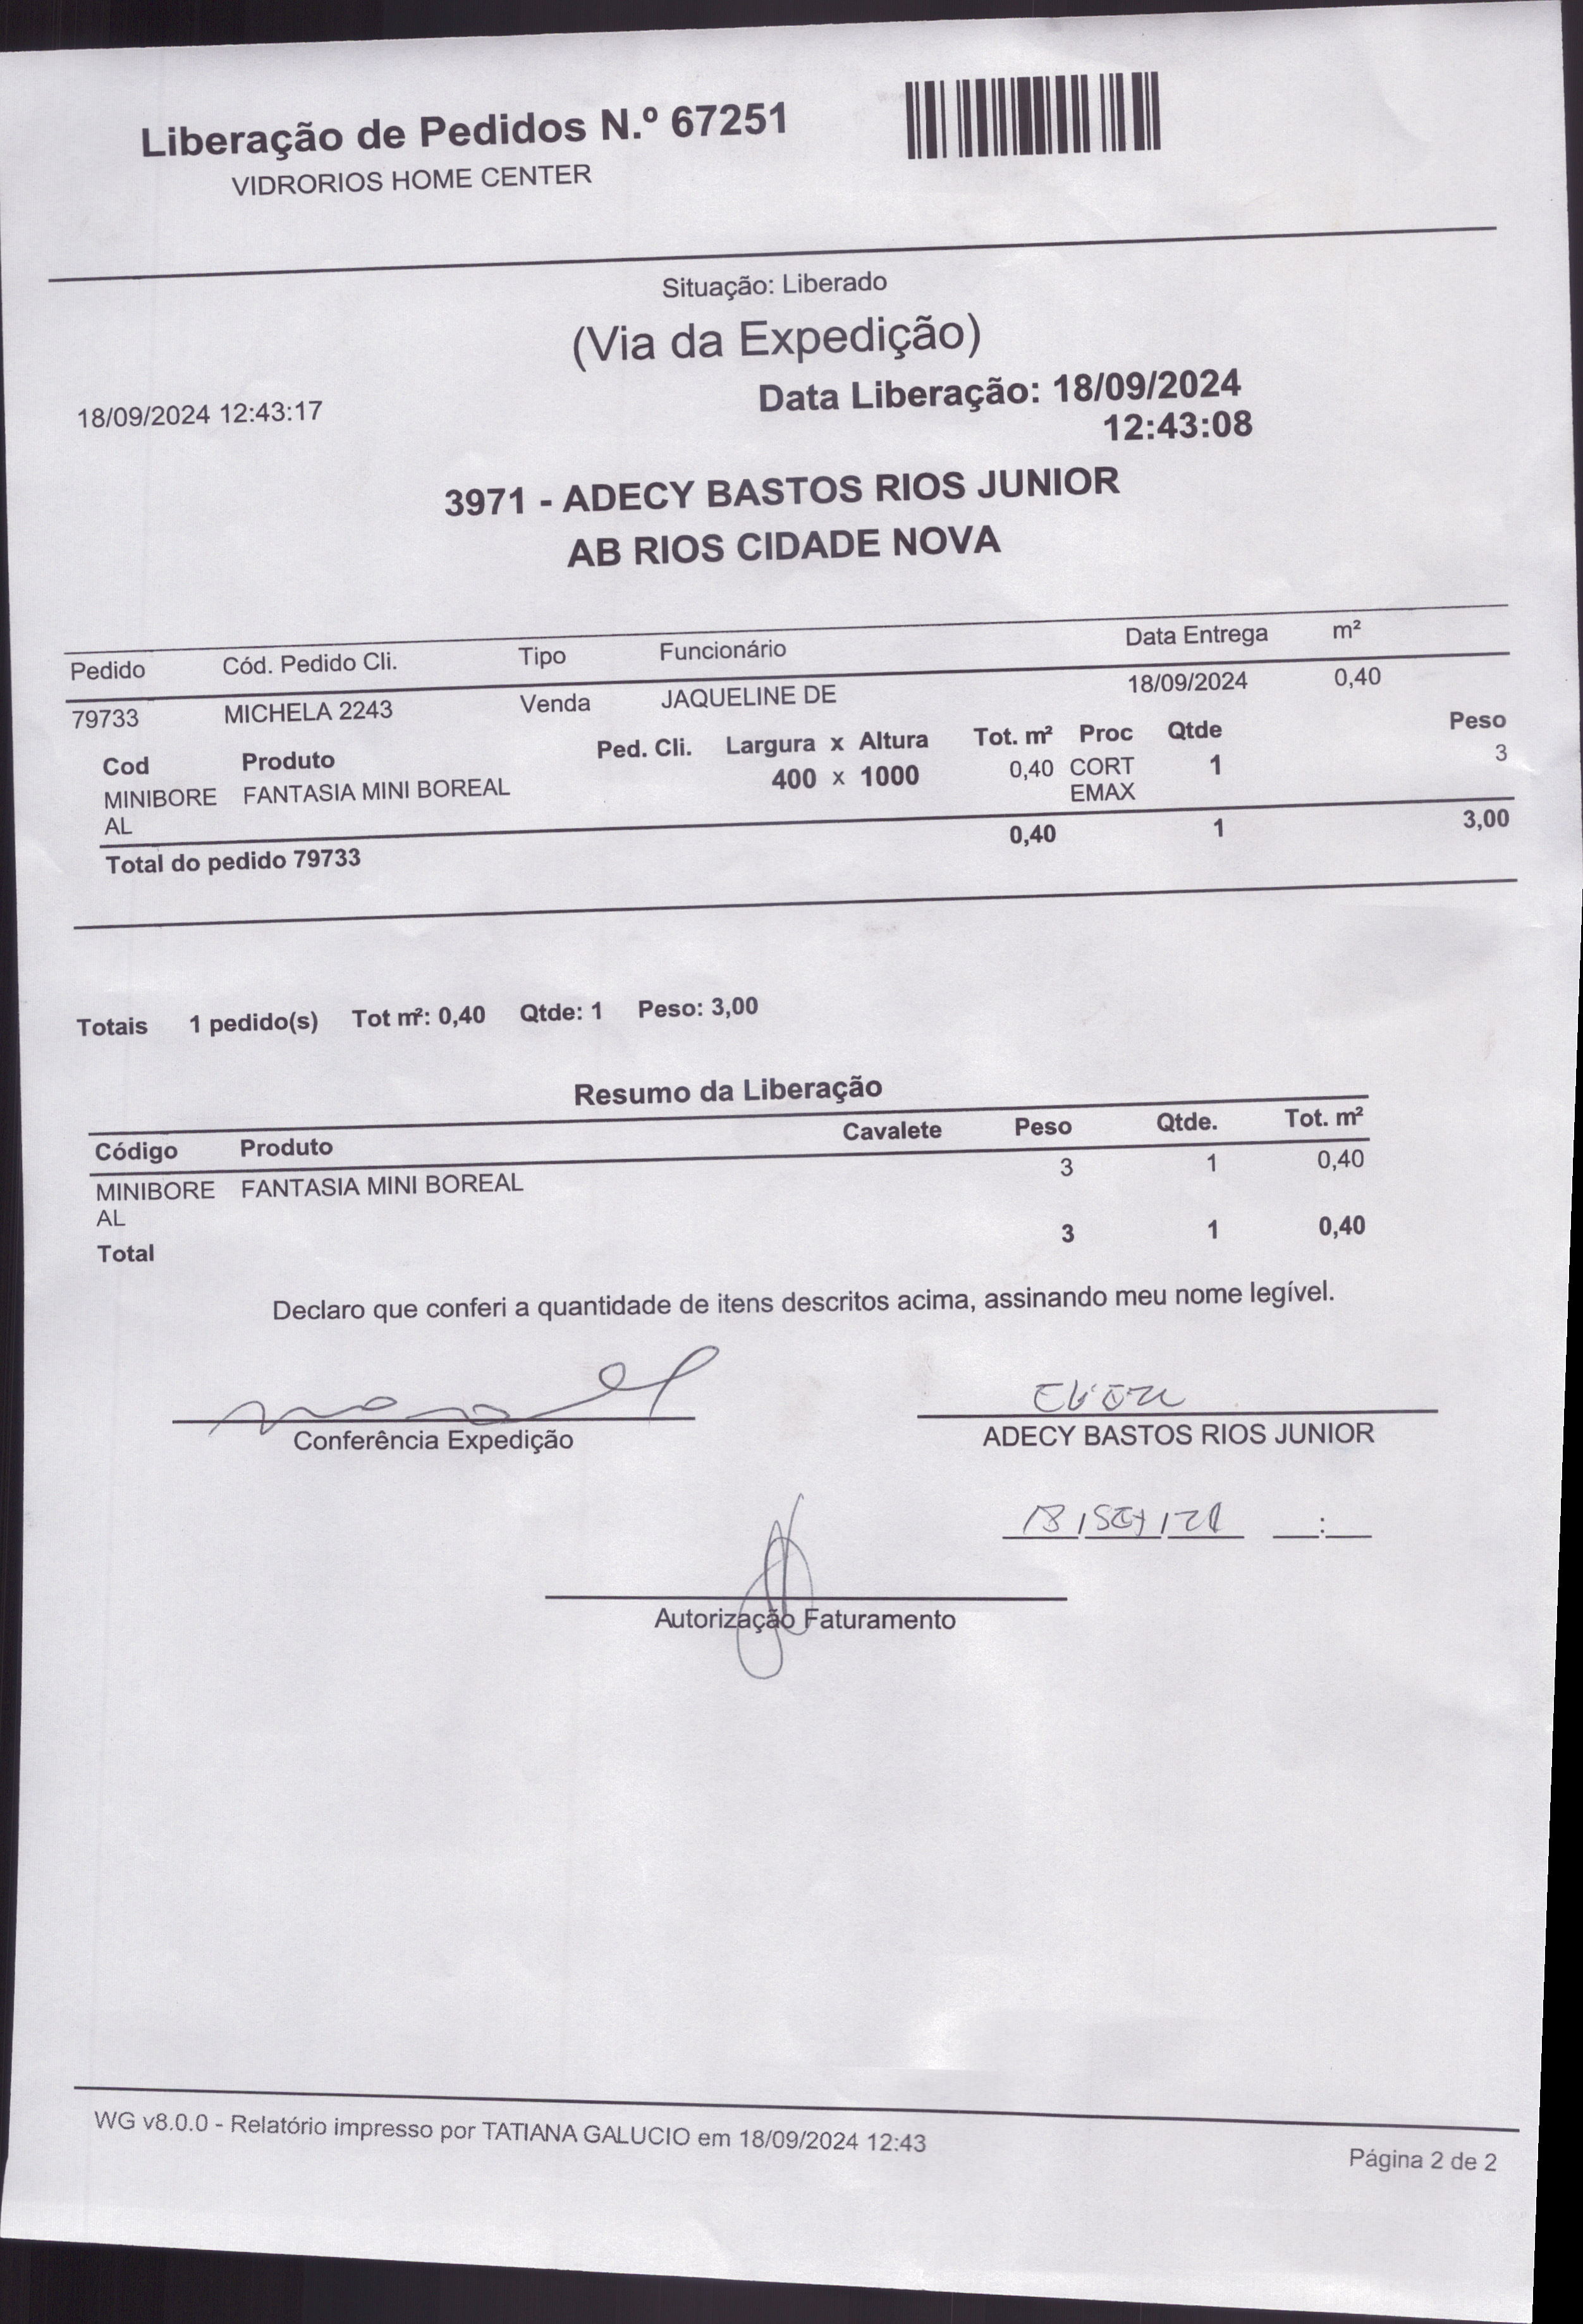 Liberação de Pedidos N.º 67251
VIDRORIOS HOME CENTER
Situação: Liberado
(Via da Expedição)
18/09/2024 12:43:17
Data Liberação: 18/09/2024
12:43:08
3971 - ADECY BASTOS RIOS JUNIOR
AB RIOS CIDADE NOVA
Pedido Cód. Pedido Cli. Tipo Funcionário Data Entrega m²
79733 MICHELA 2243 Venda JAQUELINE DE 18/09/2024 0,40
Cod Produto Ped. Cli. Largura x Altura Tot. m² Proc Qtde Peso
MINIBORE FANTASIA MINI BOREAL 400 x 1000 0,40 CORT 1 3
AL EMAX
Total do pedido 79733 0,40 1 3,00
Totais 1 pedido(s) Tot m²: 0,40 Qtde: 1 Peso: 3,00
Resumo da Liberação
Código Produto Cavalete Peso Qtde. Tot. m²
MINIBORE FANTASIA MINI BOREAL 3 1 0,40
AL
Total 3 1 0,40
Declaro que conferi a quantidade de itens descritos acima, assinando meu nome legível.
Conferência Expedição
ADECY BASTOS RIOS JUNIOR
Autorização Faturamento
WG v8.0.0 - Relatório impresso por TATIANA GALUCIO em 18/09/2024 12:43
Página 2 de 2